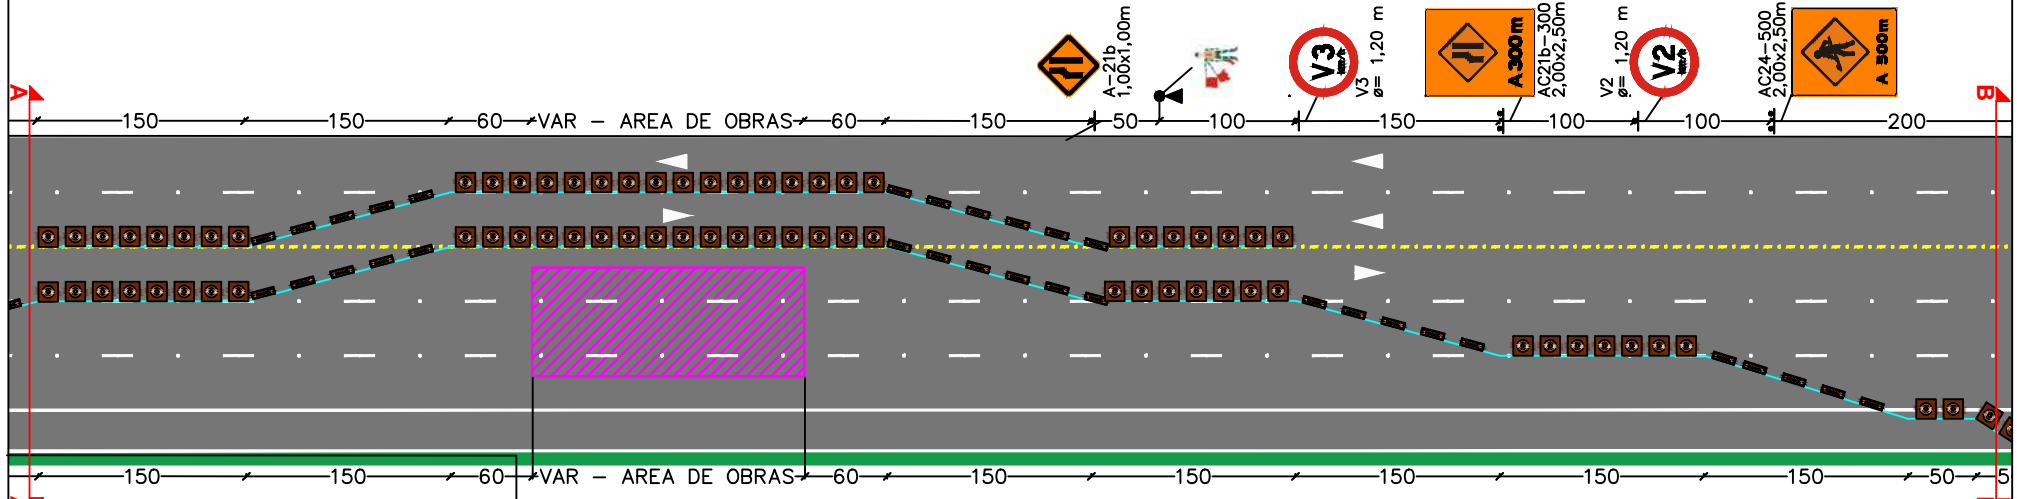 A-21b
1,00x1,00m
V3
KM/h
V3
ø= 1,20 m
A 300m
AC21b-300
2,00x2,50m
V2
ø= 1,20 m
V2
KM/h
AC24-500
2,00x2,50m
A 500m
A
B
150 150 60 VAR - AREA DE OBRAS 60 150 50 100 150 100 100 200
150 150 60 VAR - AREA DE OBRAS 60 150 150 150 150 150 50 5